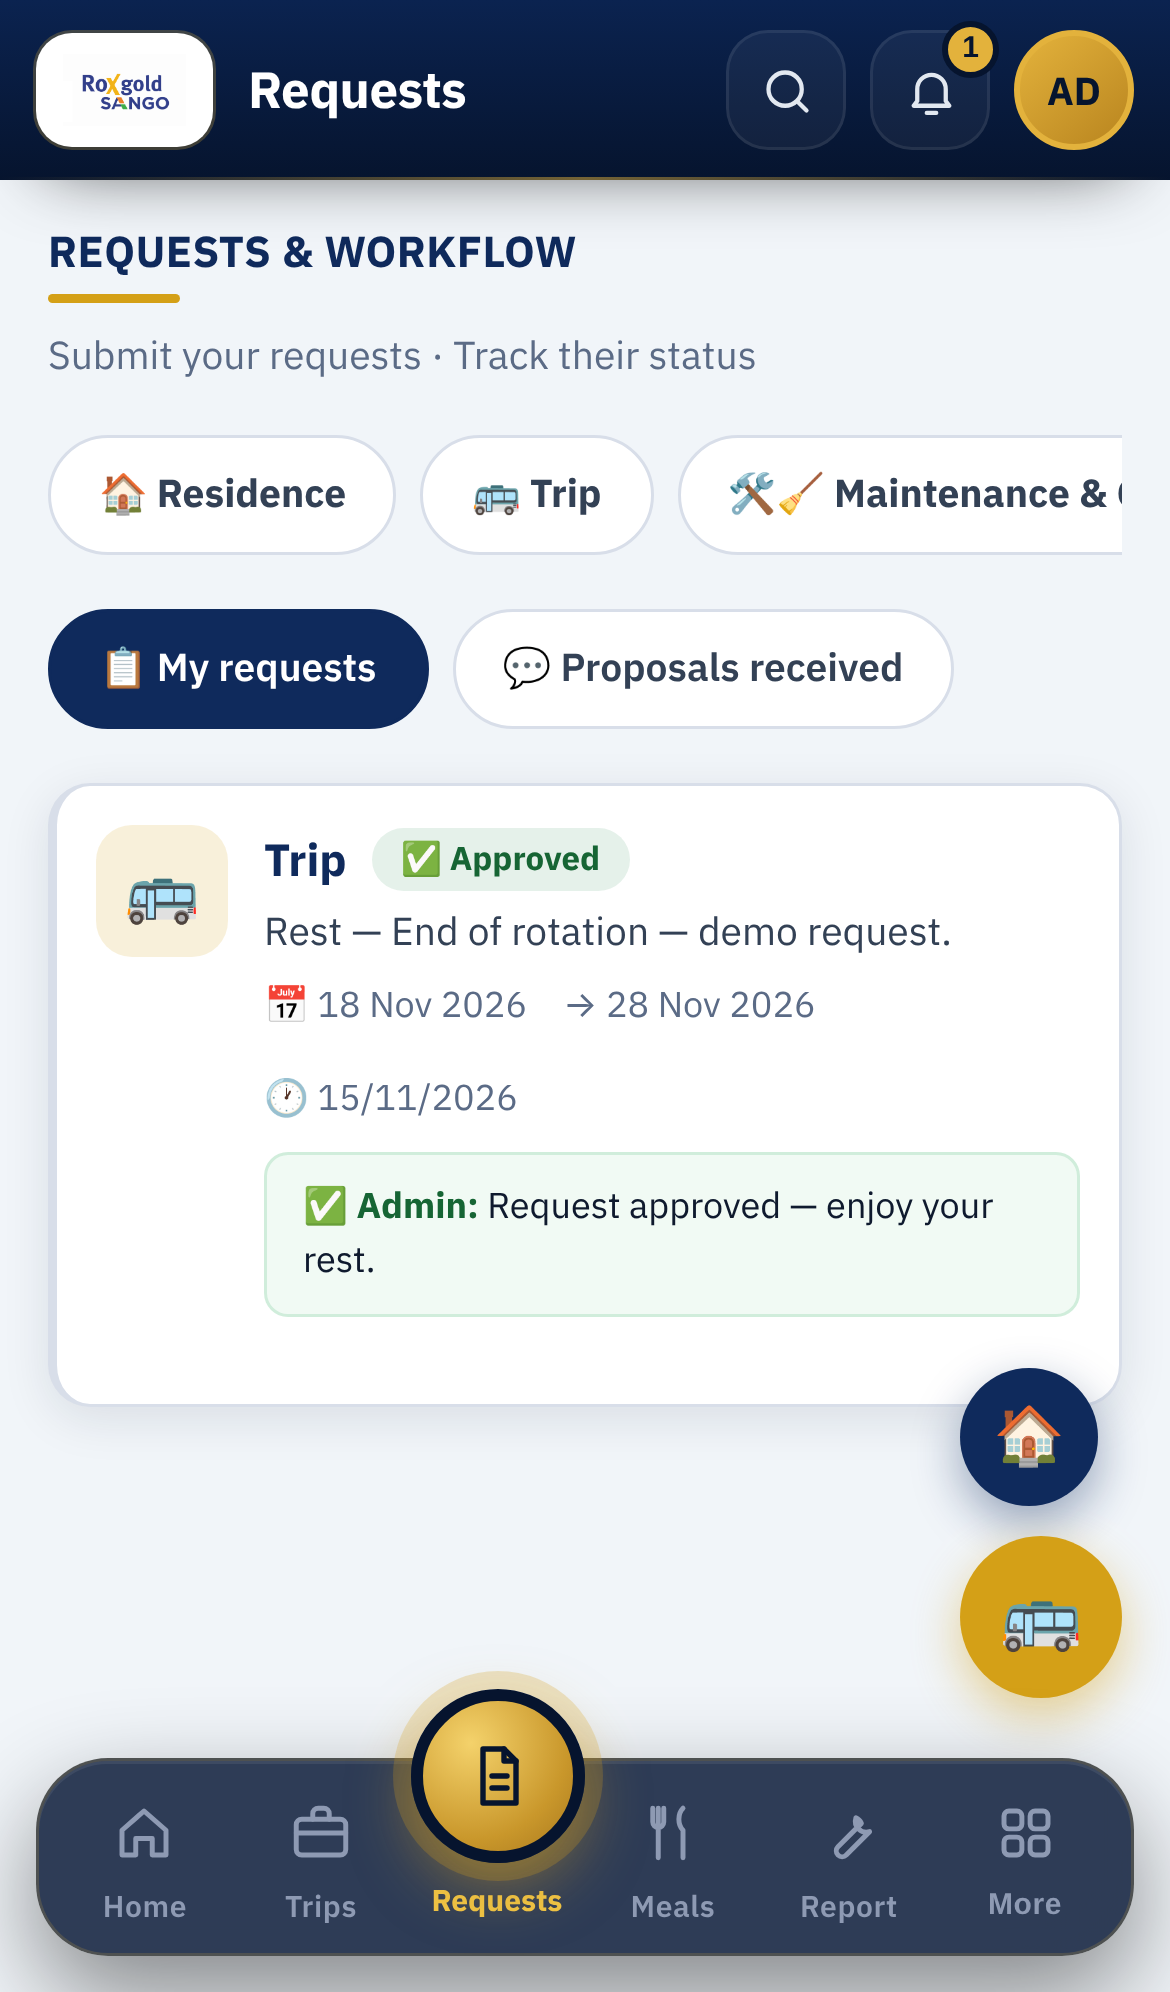 Roxgold
SANGO
Requests
1
AD
REQUESTS & WORKFLOW
Submit your requests · Track their status
🏠 Residence
🚌 Trip
🛠️🧹 Maintenance &
📋 My requests
💬 Proposals received
Trip
✅ Approved
Rest — End of rotation — demo request.
📅 18 Nov 2026 → 28 Nov 2026
🕐 15/11/2026
✅ Admin: Request approved — enjoy your
rest.
Home
Trips
Requests
Meals
Report
More